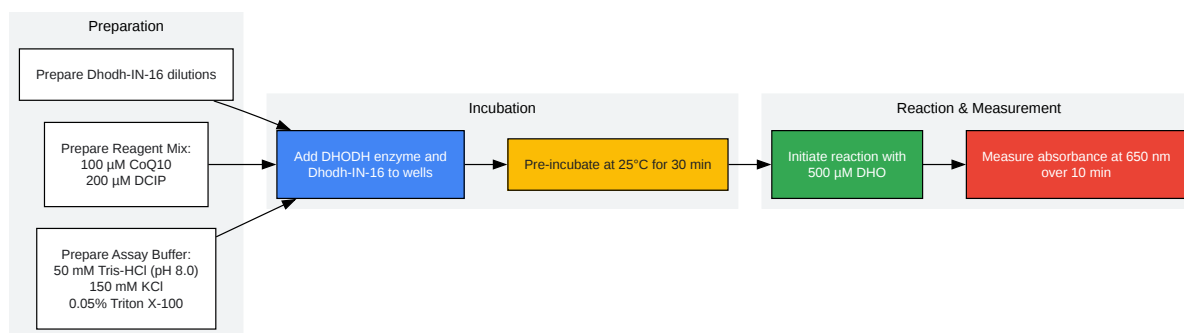 Preparation
Prepare Dhodh-IN-16 dilutions
Prepare Reagent Mix:
100 µM CoQ10
200 µM DCIP
Prepare Assay Buffer:
50 mM Tris-HCl (pH 8.0)
150 mM KCl
0.05% Triton X-100
Incubation
Add DHODH enzyme and
Dhodh-IN-16 to wells
Pre-incubate at 25°C for 30 min
Reaction & Measurement
Initiate reaction with
500 µM DHO
Measure absorbance at 650 nm
over 10 min